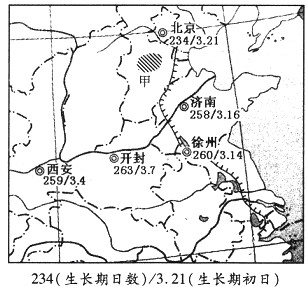 北京
234/3.21
甲
济南
258/3.16
徐州
260/3.14
开封
263/3.7
西安
259/3.4
234(生长期日数)/3.21(生长期初日)